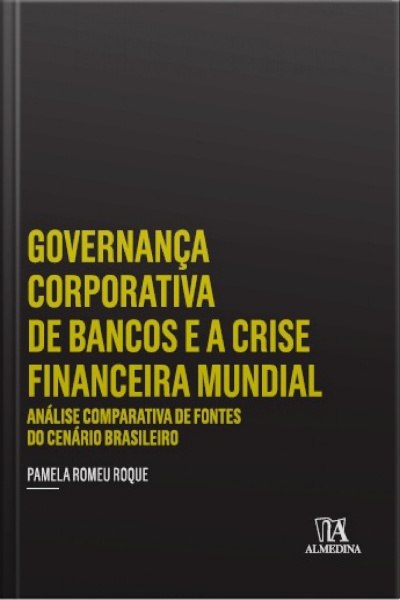 GOVERNANÇA
CORPORATIVA
DE BANCOS E A CRISE
FINANCEIRA MUNDIAL
ANÁLISE COMPARATIVA DE FONTES
DO CENÁRIO BRASILEIRO
PAMELA ROMEU ROQUE
ALMEDINA